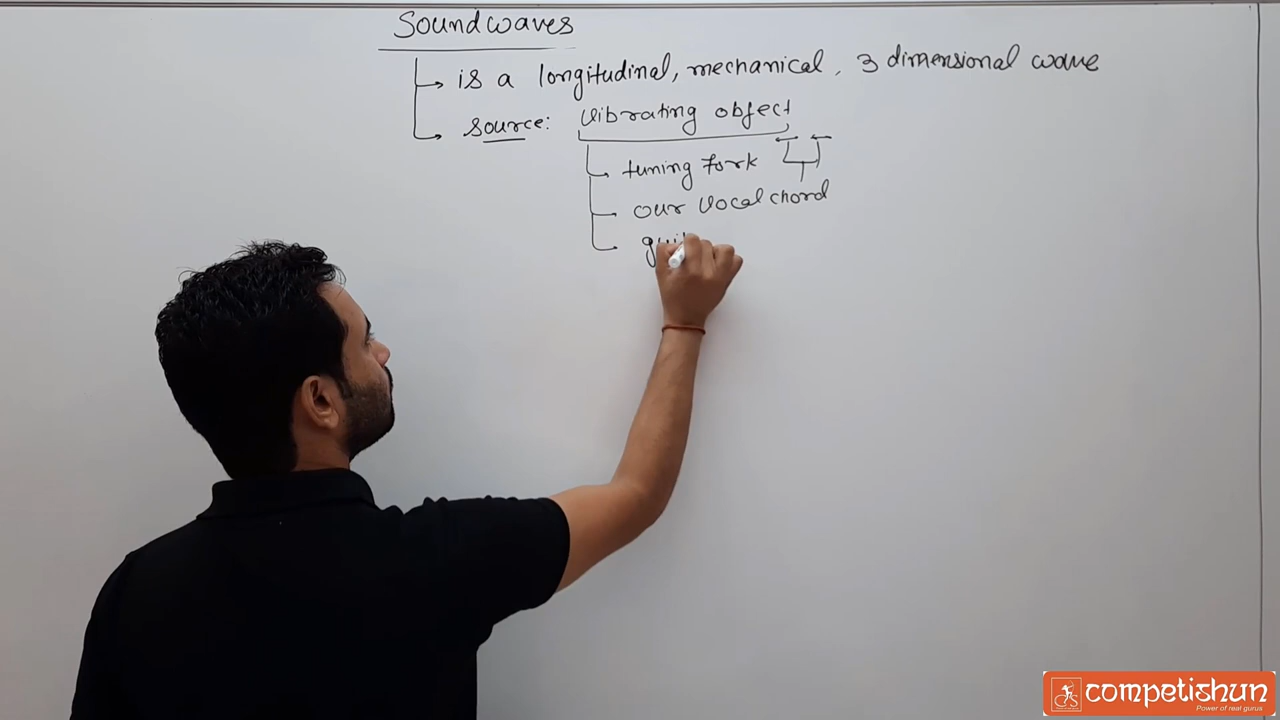 Soundwaves
is a longitudinal, mechanical, 3 dimensional wave
source: vibrating object
tuning fork
our vocal chord
competishun
Power of real gurus